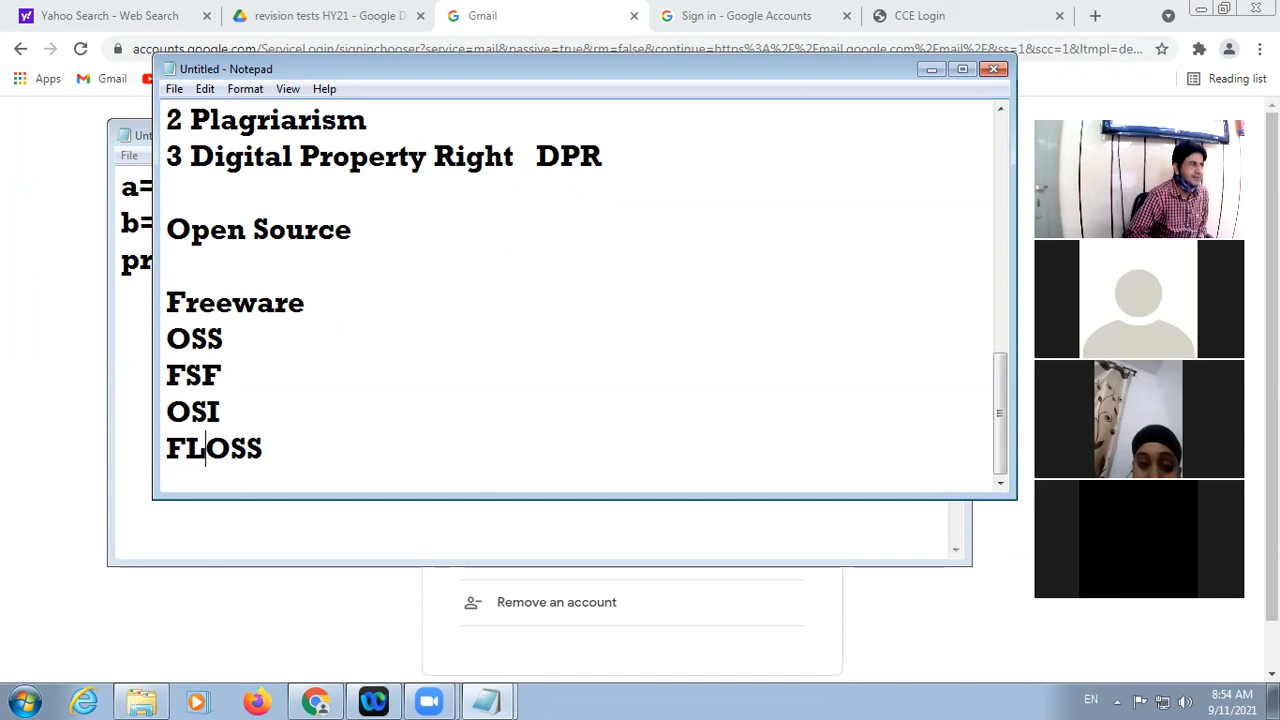 Yahoo Search - Web Search
revision tests HY21 - Google D
Gmail
Sign in - Google Accounts
CCE Login
accounts.google.com/ServiceLogin/signinchooser?service=mail&passive=true&rm=false&continue=https%3A%2F%2Fmail.google.com%2Fmail%2F&ss=1&scc=1&ltmpl=de...
Apps
Gmail
Reading list
Unt
File
a=
b=
pr
Untitled - Notepad
File Edit Format View Help
2 Plagriarism
3 Digital Property Right DPR
Open Source
Freeware
OSS
FSF
OSI
FLOSS
Remove an account
EN
8:54 AM
9/11/2021